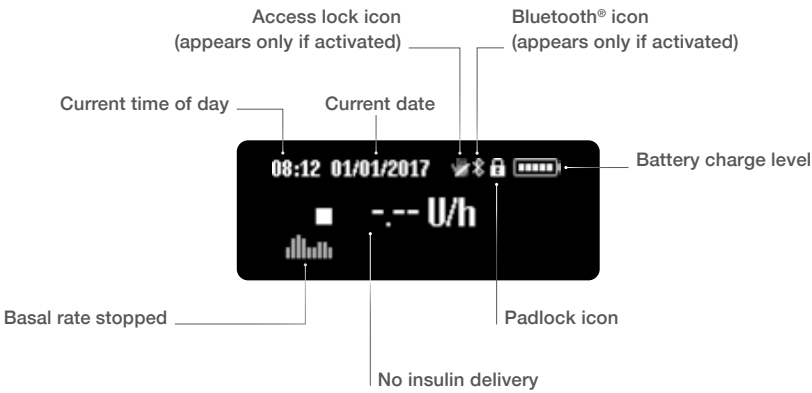 Access lock icon
(appears only if activated)
Bluetooth® icon
(appears only if activated)
Current time of day
Current date
08:12 01/01/2017
Battery charge level
-.-- U/h
Basal rate stopped
Padlock icon
No insulin delivery